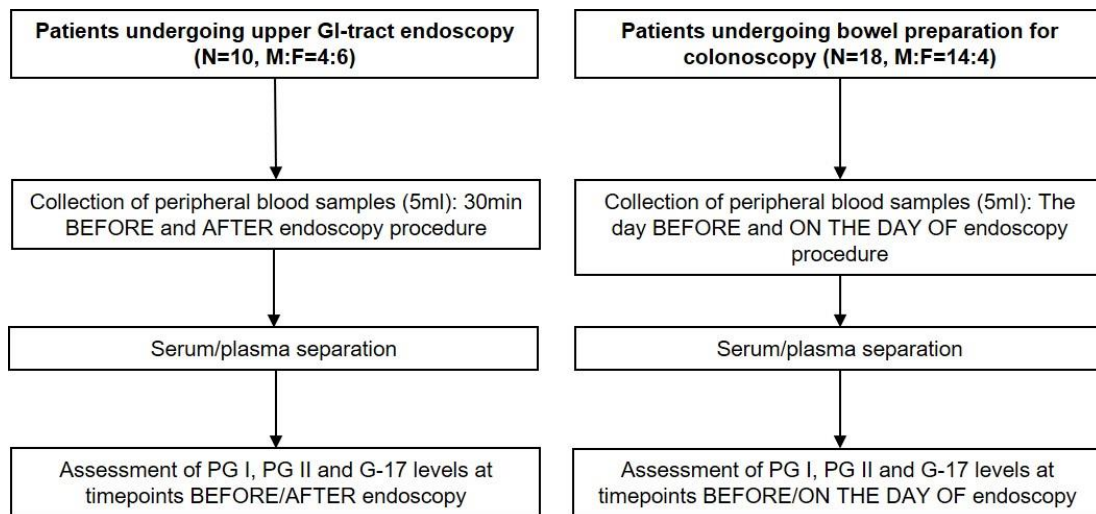 Patients undergoing upper GI-tract endoscopy
(N=10, M:F=4:6)
Collection of peripheral blood samples (5ml): 30min
BEFORE and AFTER endoscopy procedure
Serum/plasma separation
Assessment of PG I, PG II and G-17 levels at
timepoints BEFORE/AFTER endoscopy
Patients undergoing bowel preparation for
colonoscopy (N=18, M:F=14:4)
Collection of peripheral blood samples (5ml): The
day BEFORE and ON THE DAY OF endoscopy
procedure
Serum/plasma separation
Assessment of PG I, PG II and G-17 levels at
timepoints BEFORE/ON THE DAY OF endoscopy